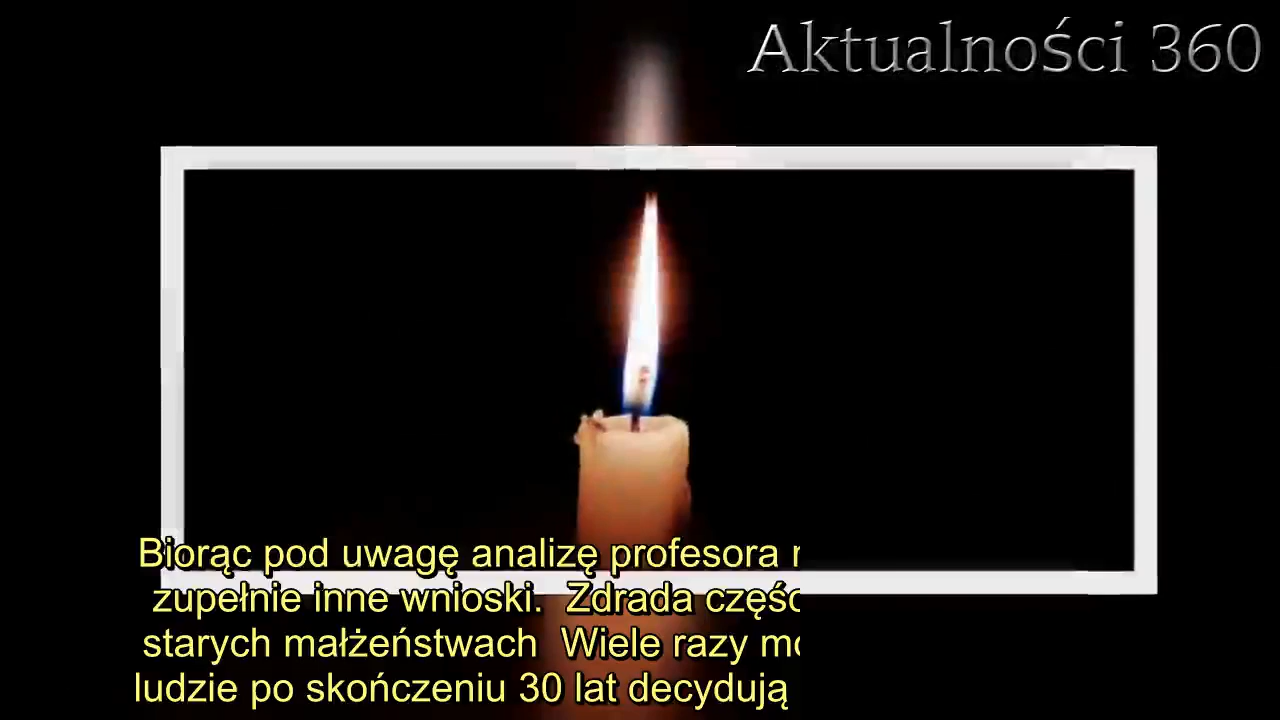 Aktualności 360
Biorąc pod uwagę analizę profesora
zupełnie inne wnioski. Zdrada
starych małżeństwach Wiele razy
ludzie po skończeniu 30 lat decydują